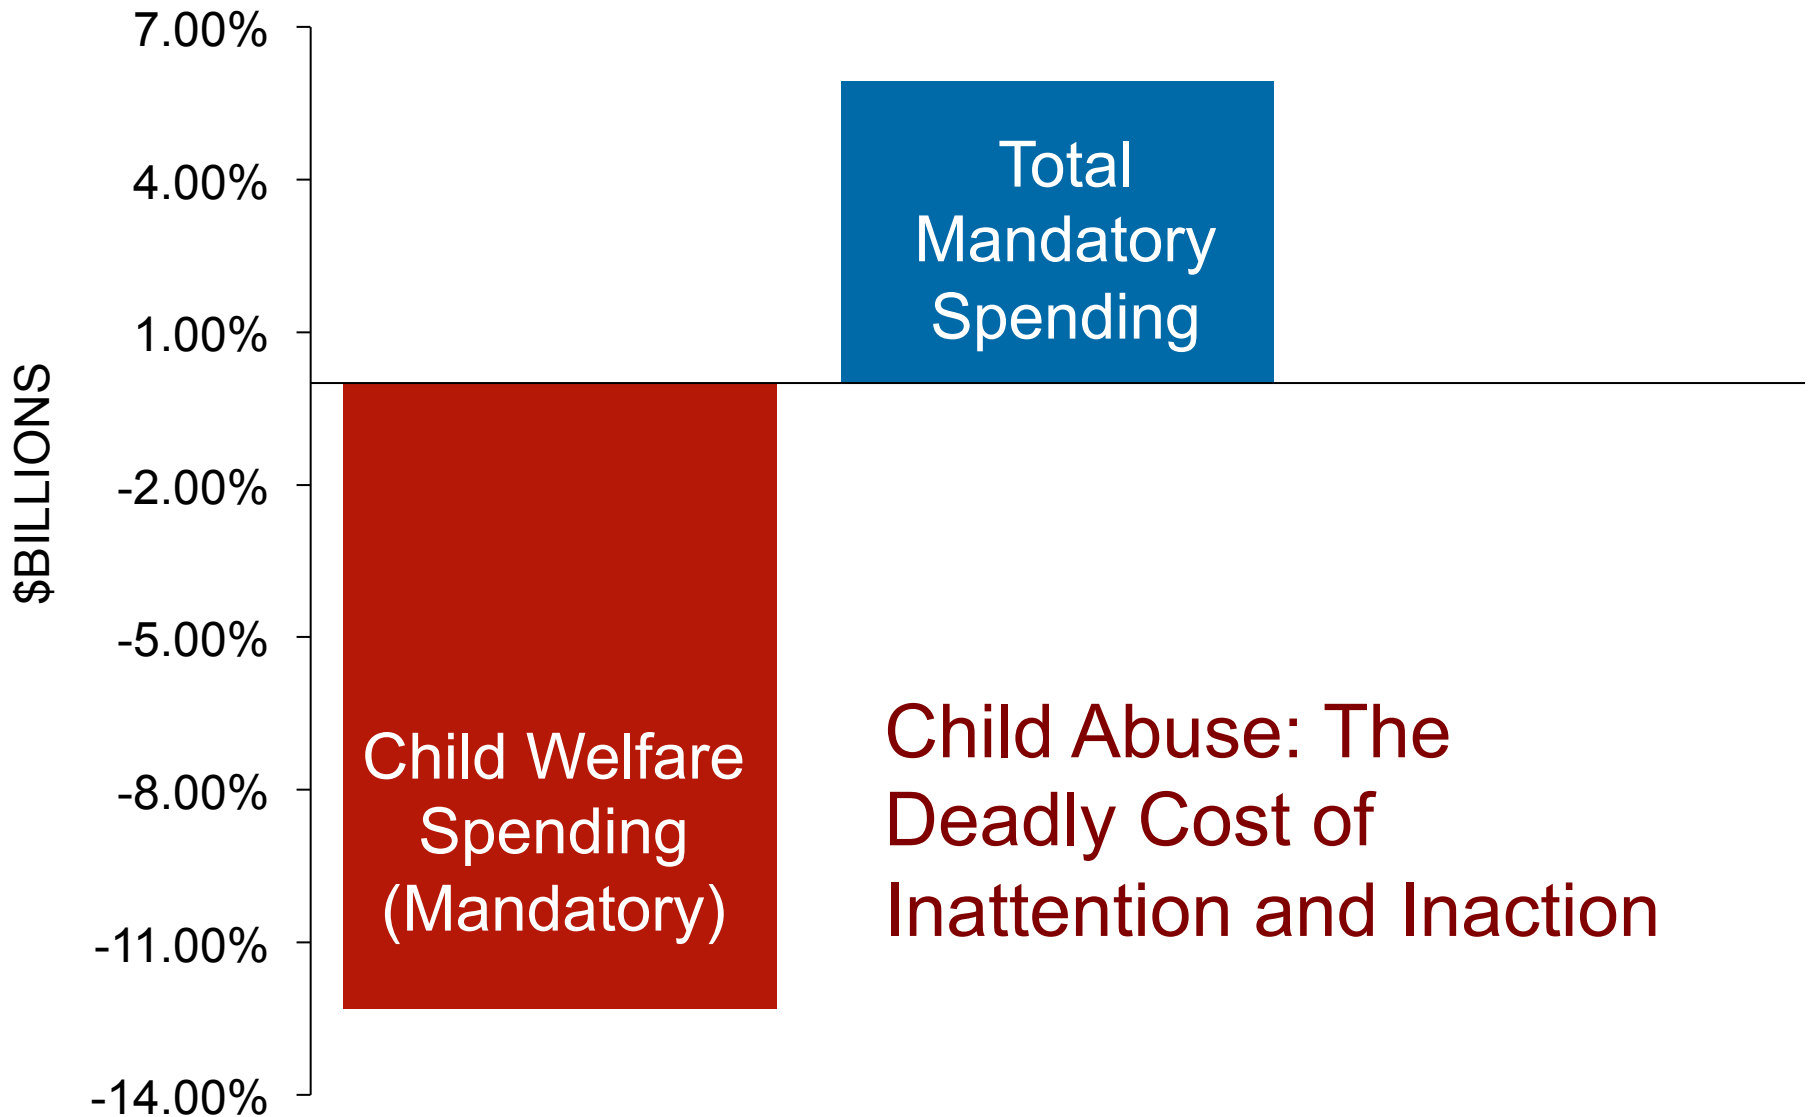 7.00%
4.00%
1.00%
-2.00%
-5.00%
-8.00%
-11.00%
-14.00%
$BILLIONS
Total
Mandatory
Spending
Child Welfare
Spending
(Mandatory)
Child Abuse: The
Deadly Cost of
Inattention and Inaction